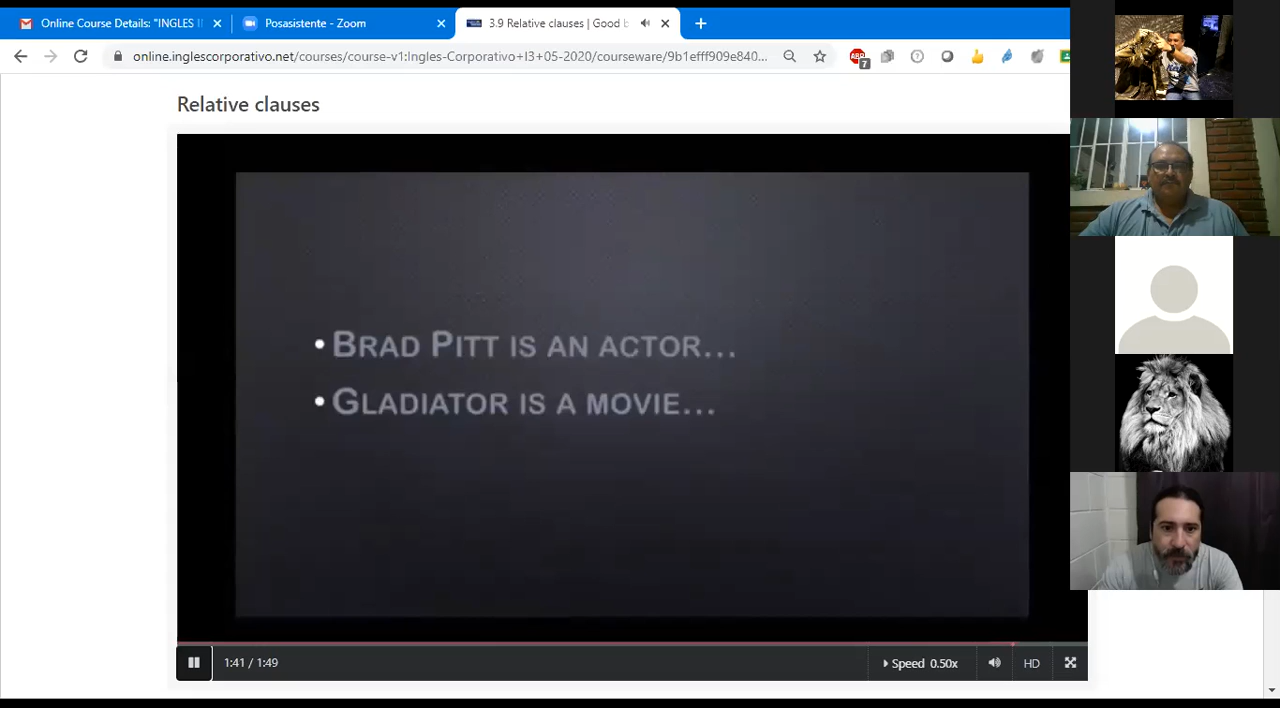 Online Course Details: "INGLES I
Posasistente - Zoom
3.9 Relative clauses | Good b
online.inglescorporativo.net/courses/course-v1:Ingles-Corporativo+I3+05-2020/courseware/9b1efff909e840...
ABP
7
Relative clauses
• BRAD PITT IS AN ACTOR...
• GLADIATOR IS A MOVIE...
1:41 / 1:49
Speed 0.50x
HD